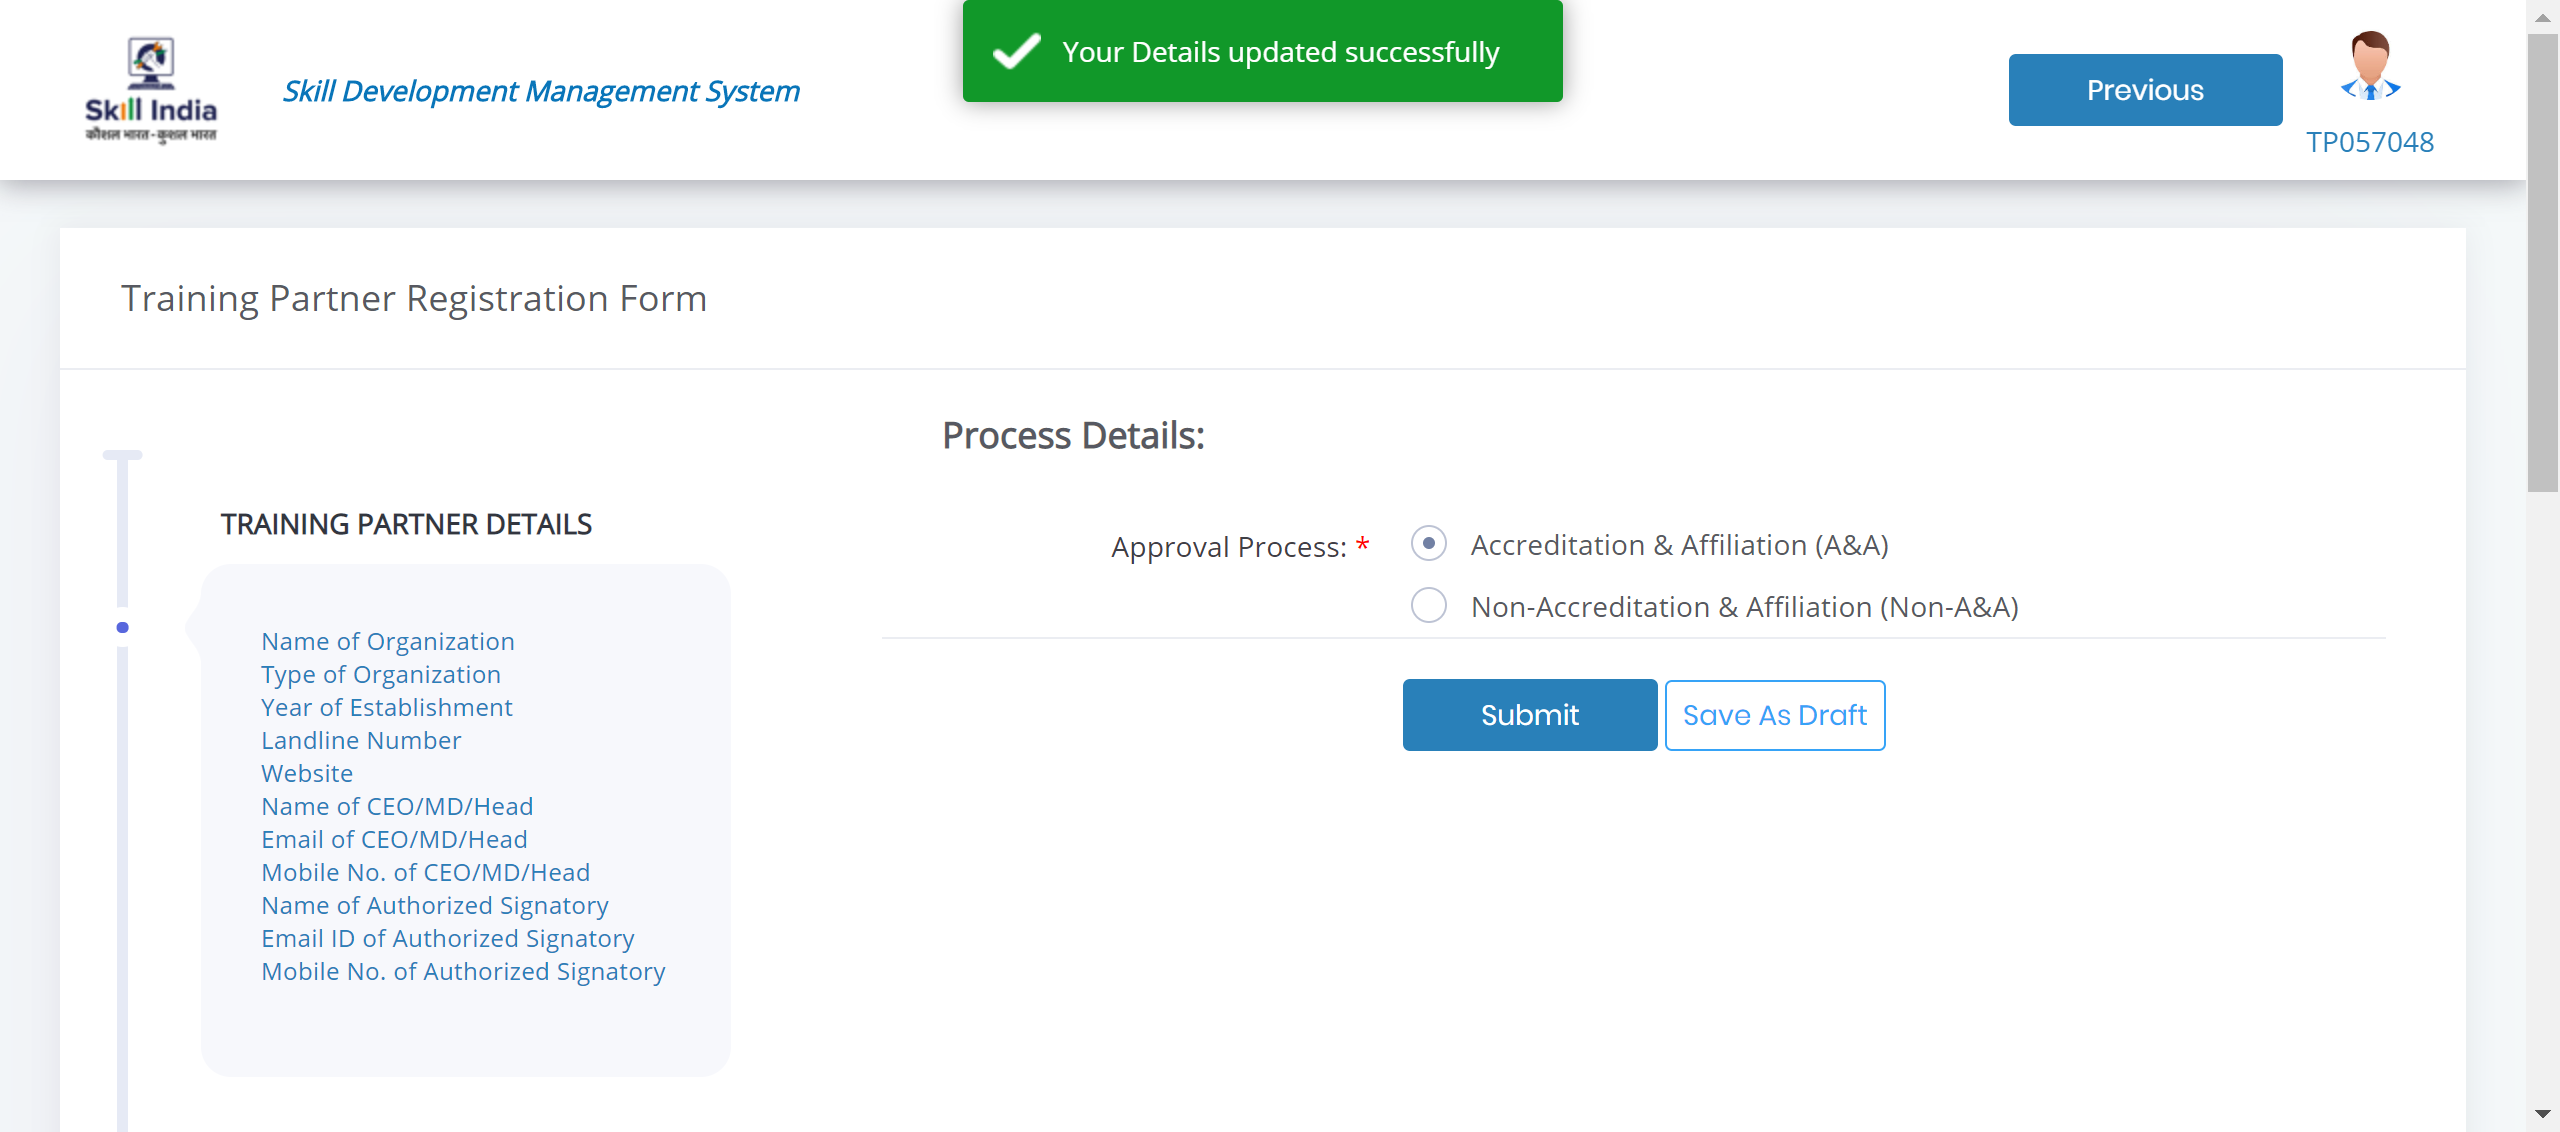 Your Details updated successfully
Skill India
कौशल भारत-कुशल भारत
Skill Development Management System
Previous
TP057048
Training Partner Registration Form
Process Details:
TRAINING PARTNER DETAILS
Approval Process: *
Accreditation & Affiliation (A&A)
Non-Accreditation & Affiliation (Non-A&A)
Name of Organization
Type of Organization
Year of Establishment
Landline Number
Website
Name of CEO/MD/Head
Email of CEO/MD/Head
Mobile No. of CEO/MD/Head
Name of Authorized Signatory
Email ID of Authorized Signatory
Mobile No. of Authorized Signatory
Submit
Save As Draft